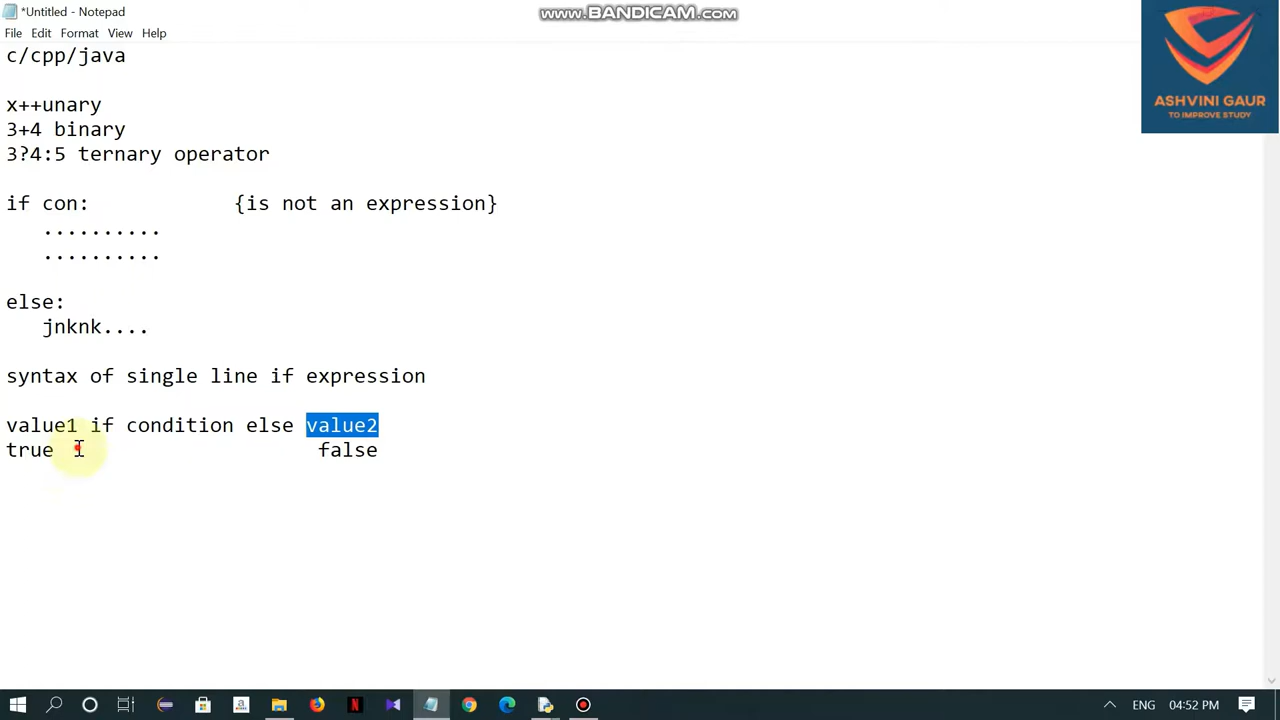 *Untitled - Notepad
www.BANDICAM.com
File Edit Format View Help
c/cpp/java
x++unary
3+4 binary
3?4:5 ternary operator
if con: {is not an expression}
..........
..........
else:
jnknk....
syntax of single line if expression
value1 if condition else value2
true false
ASHVINI GAUR
TO IMPROVE STUDY
a
N
ENG 04:52 PM